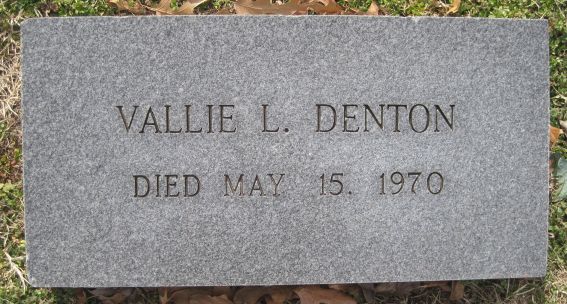 VALLIE L. DENTON
DIED MAY 15. 1970